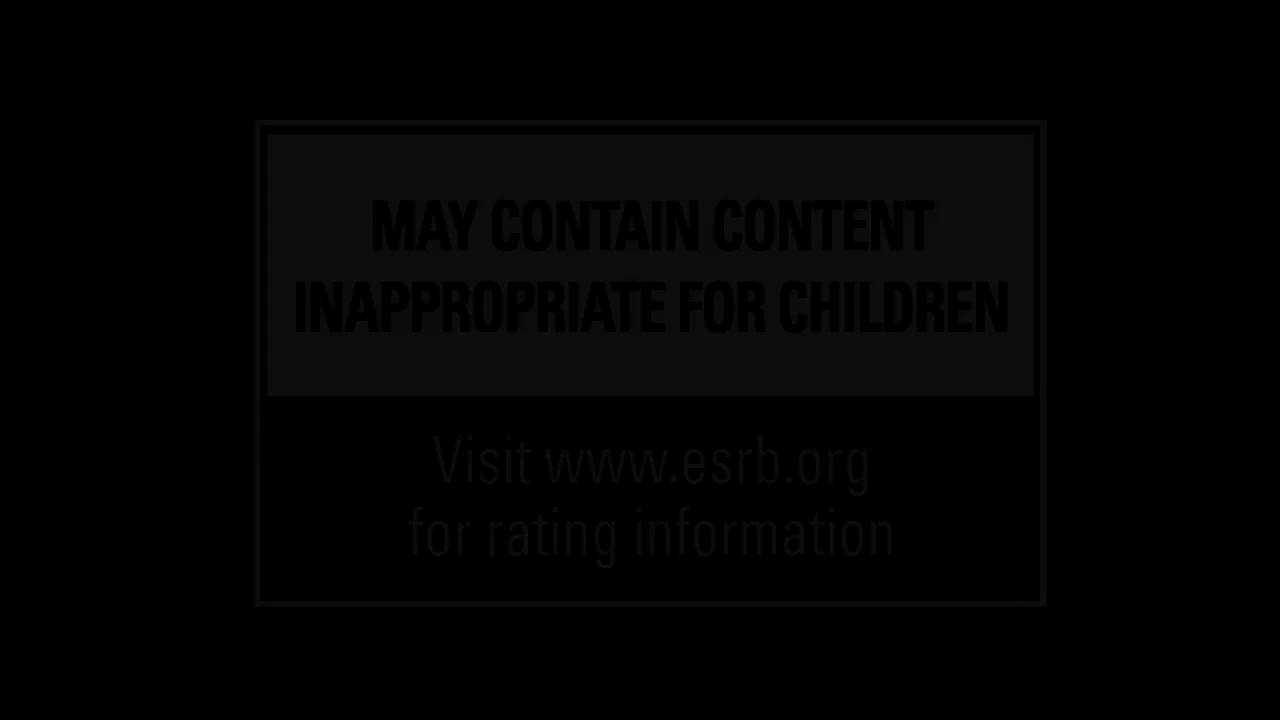 MAY CONTAIN CONTENT
INAPPROPRIATE FOR CHILDREN
Visit www.esrb.org
for rating information